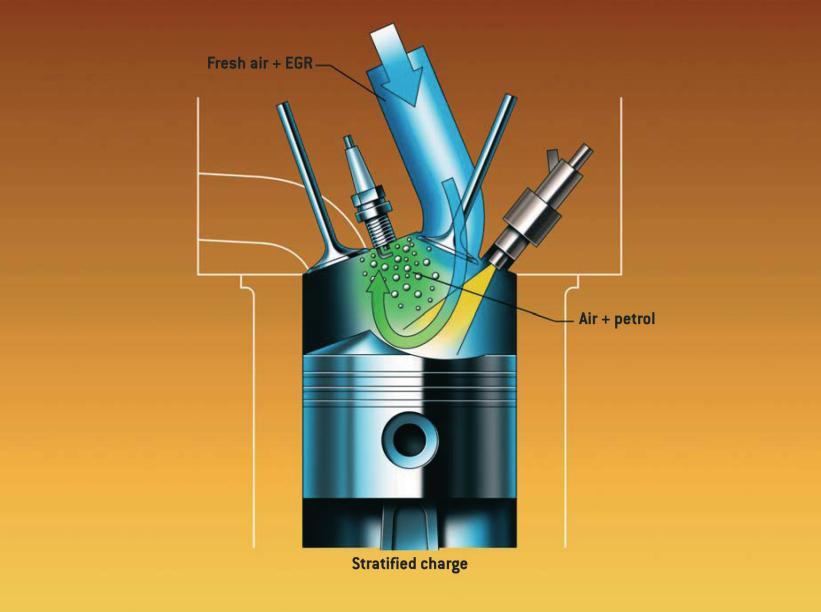 Fresh air + EGR
Air + petrol
Stratified charge